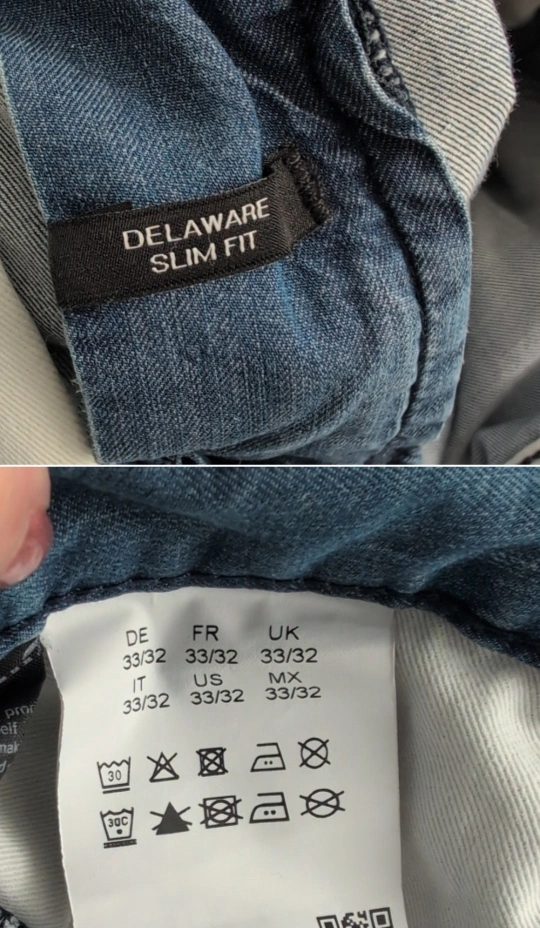 DELAWARE
SLIM FIT
DE FR UK
33/32 33/32 33/32
IT US MX
33/32 33/32 33/32
30
30C